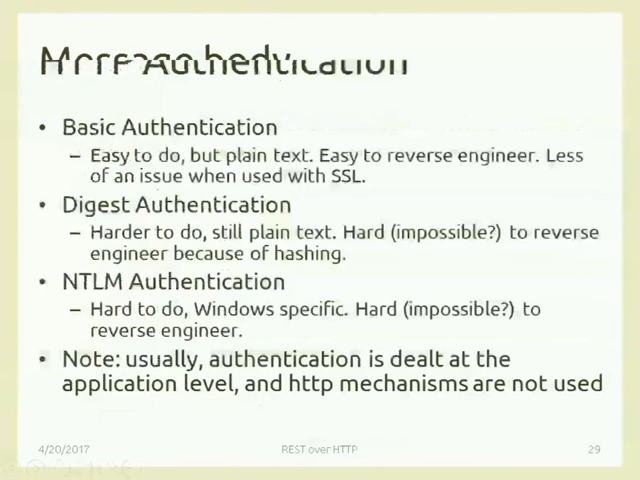 • Basic Authentication
– Easy to do, but plain text. Easy to reverse engineer. Less
of an issue when used with SSL.
• Digest Authentication
– Harder to do, still plain text. Hard (impossible?) to reverse
engineer because of hashing.
• NTLM Authentication
– Hard to do, Windows specific. Hard (impossible?) to
reverse engineer.
• Note: usually, authentication is dealt at the
application level, and http mechanisms are not used
4/20/2017 REST over HTTP 29